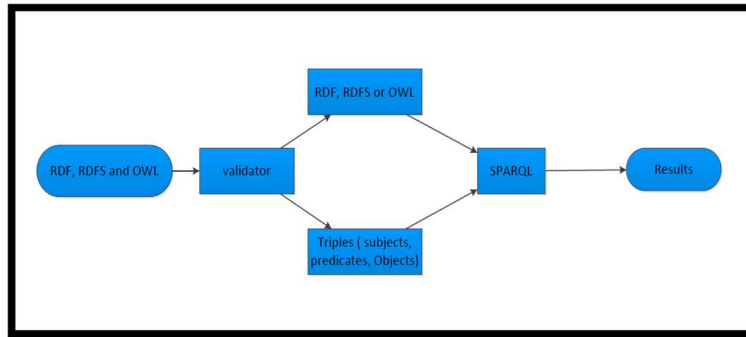 RDF, RDFS or OWL
RDF, RDFS and OWL
validator
SPARQL
Results
Triples ( subjects,
predicates, Objects)